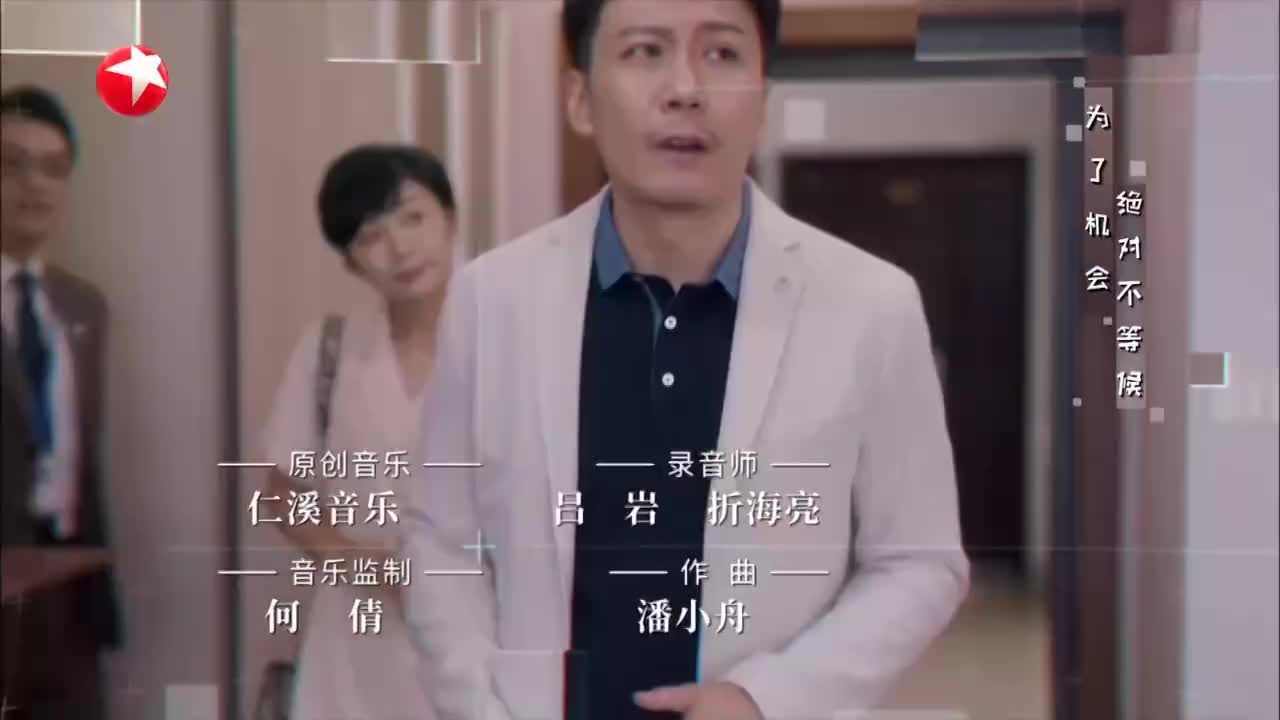 为了机会
绝对不等候
原创音乐
仁溪音乐
录音师
吕 岩 折海亮
音乐监制
何 倩
作 曲
潘小舟